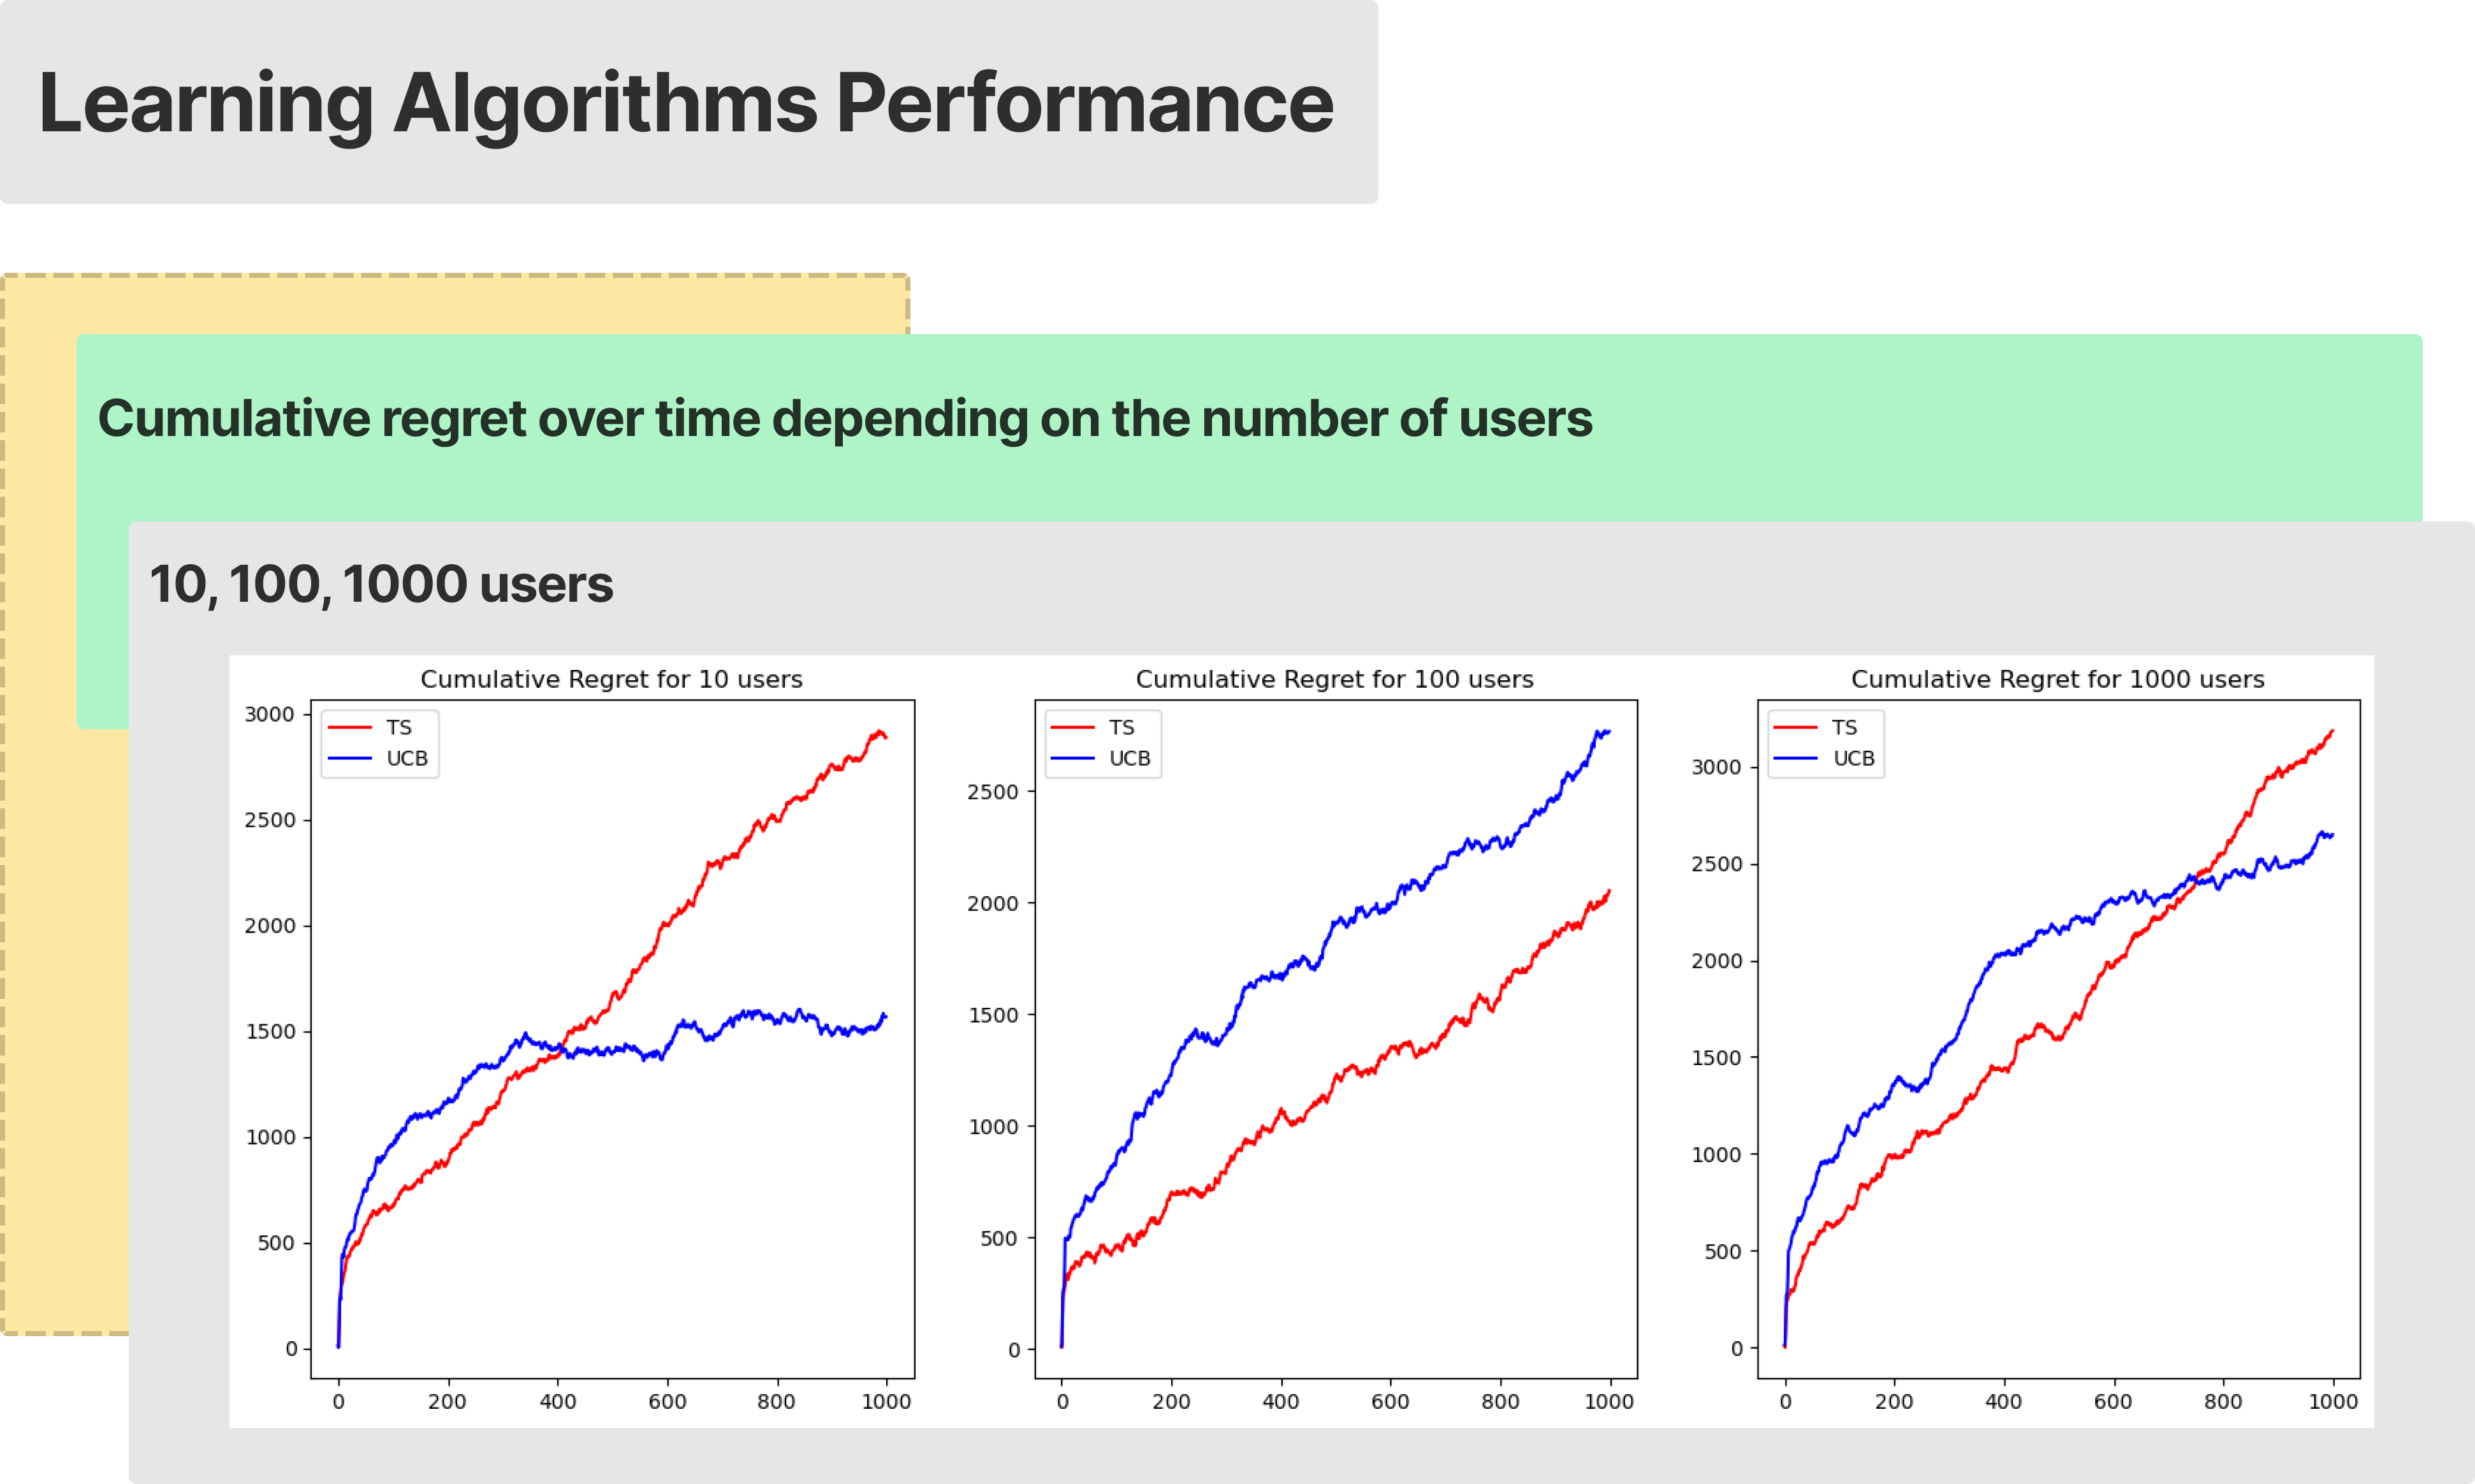 Learning Algorithms Performance
Cumulative regret over time depending on the number of users
10, 100, 1000 users
Cumulative Regret for 10 users
TS
UCB
3000
2500
2000
1500
1000
500
0
0 200 400 600 800 1000
Cumulative Regret for 100 users
TS
UCB
2500
2000
1500
1000
500
0
0 200 400 600 800 1000
Cumulative Regret for 1000 users
TS
UCB
3000
2500
2000
1500
1000
500
0
0 200 400 600 800 1000